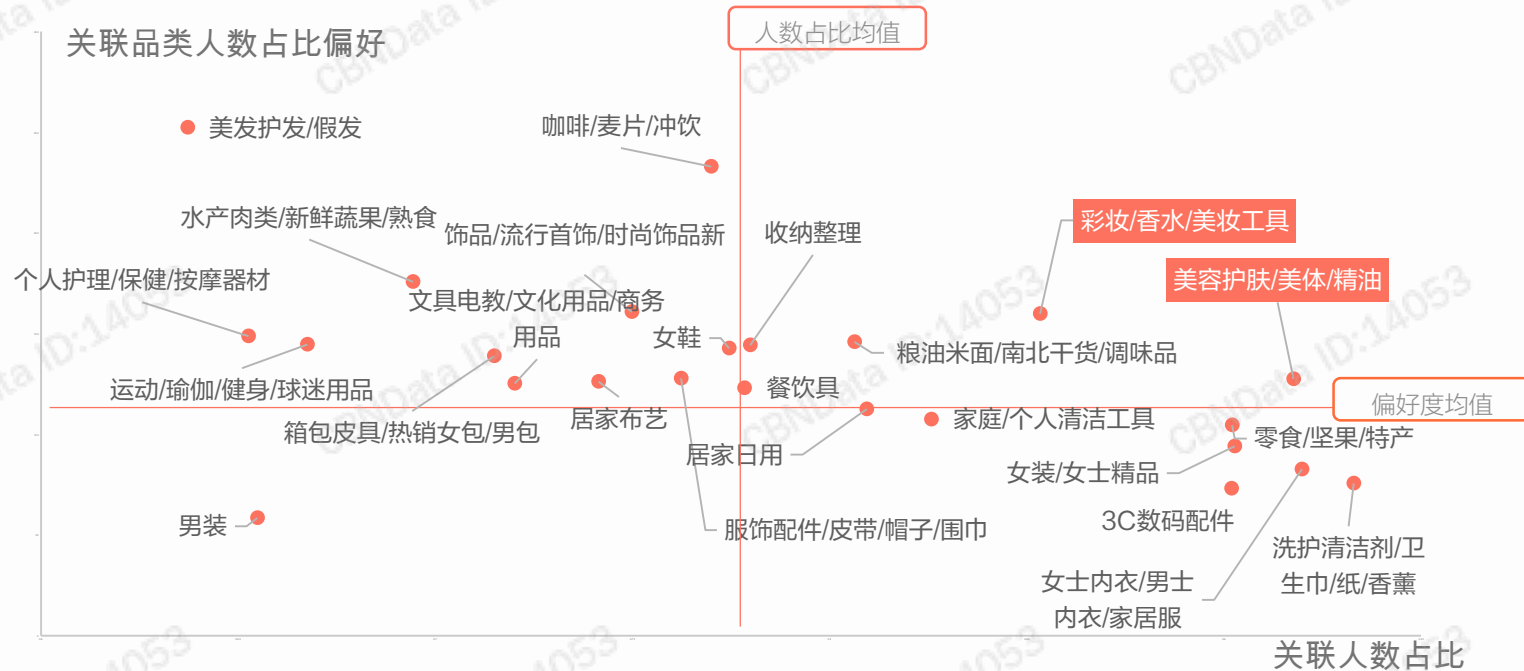 人数占比均值
关联品类人数占比偏好
美发护发/假发
咖啡/麦片/冲饮
水产肉类/新鲜蔬果/熟食
饰品/流行首饰/时尚饰品新
收纳整理
彩妆/香水/美妆工具
个人护理/保健/按摩器材
美容护肤/美体/精油
文具电教/文化用品/商务
用品
女鞋
粮油米面/南北干货/调味品
运动/瑜伽/健身/球迷用品
餐饮具
偏好度均值
箱包皮具/热销女包/男包
居家布艺
家庭/个人清洁工具
居家日用
零食/坚果/特产
女装/女士精品
男装
服饰配件/皮带/帽子/围巾
3C数码配件
洗护清洁剂/卫
生巾/纸/香薰
女士内衣/男士
内衣/家居服
关联人数占比
CBNData ID:14053